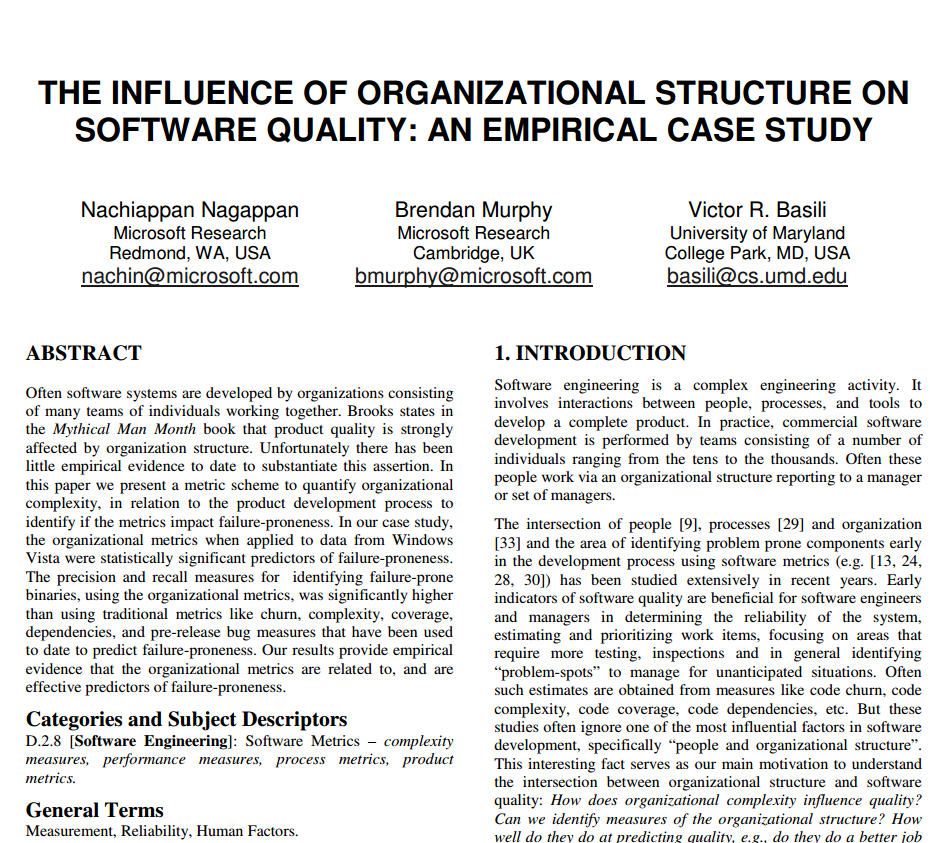 THE INFLUENCE OF ORGANIZATIONAL STRUCTURE ON
SOFTWARE QUALITY: AN EMPIRICAL CASE STUDY
Nachiappan Nagappan
Microsoft Research
Redmond, WA, USA
nachin@microsoft.com
Brendan Murphy
Microsoft Research
Cambridge, UK
bmurphy@microsoft.com
Victor R. Basili
University of Maryland
College Park, MD, USA
basili@cs.umd.edu
ABSTRACT
Often software systems are developed by organizations consisting
of many teams of individuals working together. Brooks states in
the Mythical Man Month book that product quality is strongly
affected by organization structure. Unfortunately there has been
little empirical evidence to date to substantiate this assertion. In
this paper we present a metric scheme to quantify organizational
complexity, in relation to the product development process to
identify if the metrics impact failure-proneness. In our case study,
the organizational metrics when applied to data from Windows
Vista were statistically significant predictors of failure-proneness.
The precision and recall measures for identifying failure-prone
binaries, using the organizational metrics, was significantly higher
than using traditional metrics like churn, complexity, coverage,
dependencies, and pre-release bug measures that have been used
to date to predict failure-proneness. Our results provide empirical
evidence that the organizational metrics are related to, and are
effective predictors of failure-proneness.
Categories and Subject Descriptors
D.2.8 [Software Engineering]: Software Metrics – complexity
measures, performance measures, process metrics, product
metrics.
General Terms
Measurement, Reliability, Human Factors.
1. INTRODUCTION
Software engineering is a complex engineering activity. It
involves interactions between people, processes, and tools to
develop a complete product. In practice, commercial software
development is performed by teams consisting of a number of
individuals ranging from the tens to the thousands. Often these
people work via an organizational structure reporting to a manager
or set of managers.
The intersection of people [9], processes [29] and organization
[33] and the area of identifying problem prone components early
in the development process using software metrics (e.g. [13, 24,
28, 30]) has been studied extensively in recent years. Early
indicators of software quality are beneficial for software engineers
and managers in determining the reliability of the system,
estimating and prioritizing work items, focusing on areas that
require more testing, inspections and in general identifying
“problem-spots” to manage for unanticipated situations. Often
such estimates are obtained from measures like code churn, code
complexity, code coverage, code dependencies, etc. But these
studies often ignore one of the most influential factors in software
development, specifically “people and organizational structure”.
This interesting fact serves as our main motivation to understand
the intersection between organizational structure and software
quality: How does organizational complexity influence quality?
Can we identify measures of the organizational structure? How
well do they do at predicting quality, e.g., do they do a better job